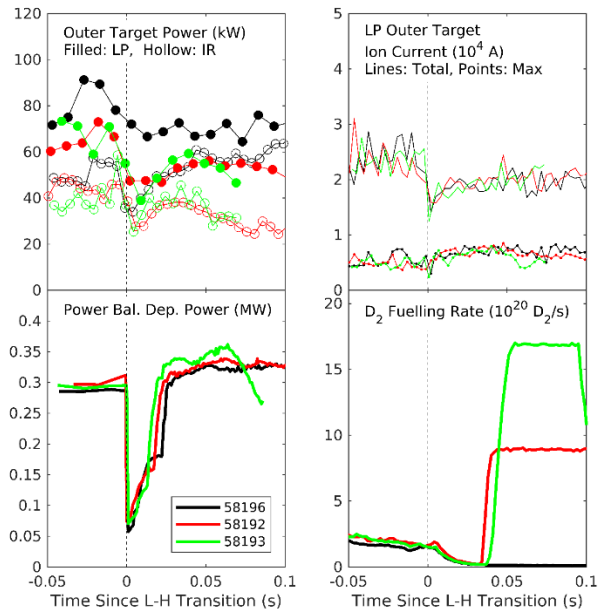 Outer Target Power (kW)
Filled: LP, Hollow: IR
120
100
80
60
40
20
0
LP Outer Target
Ion Current (10⁴ A)
Lines: Total, Points: Max
5
4
3
2
1
0
Power Bal. Dep. Power (MW)
0.4
0.35
0.3
0.25
0.2
0.15
0.1
0.05
0
58196
58192
58193
-0.05 0 0.05 0.1
Time Since L-H Transition (s)
D₂ Fuelling Rate (10²⁰ D₂/s)
20
15
10
5
0
-0.05 0 0.05 0.1
Time Since L-H Transition (s)